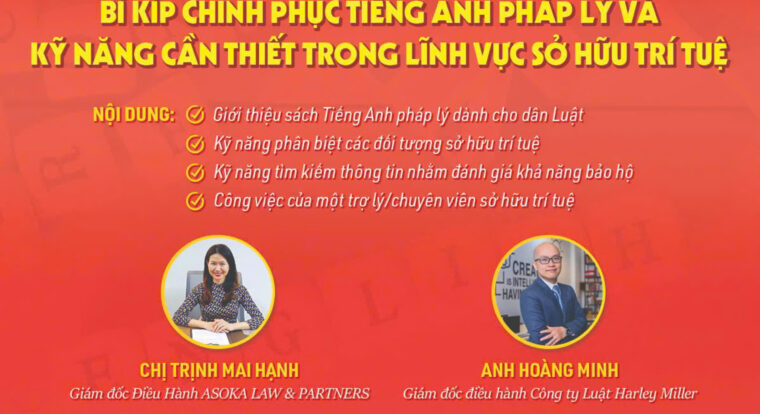 BÍ KÍP CHINH PHỤC TIẾNG ANH PHÁP LÝ VÀ
KỸ NĂNG CẦN THIẾT TRONG LĨNH VỰC SỞ HỮU TRÍ TUỆ
NỘI DUNG:
Giới thiệu sách Tiếng Anh pháp lý dành cho dân Luật
Kỹ năng phân biệt các đối tượng sở hữu trí tuệ
Kỹ năng tìm kiếm thông tin nhằm đánh giá khả năng bảo hộ
Công việc của một trợ lý/chuyên viên sở hữu trí tuệ
CHỊ TRỊNH MAI HẠNH
Giám đốc Điều Hành ASOKA LAW & PARTNERS
ANH HOÀNG MINH
Giám đốc điều hành Công ty Luật Harley Miller